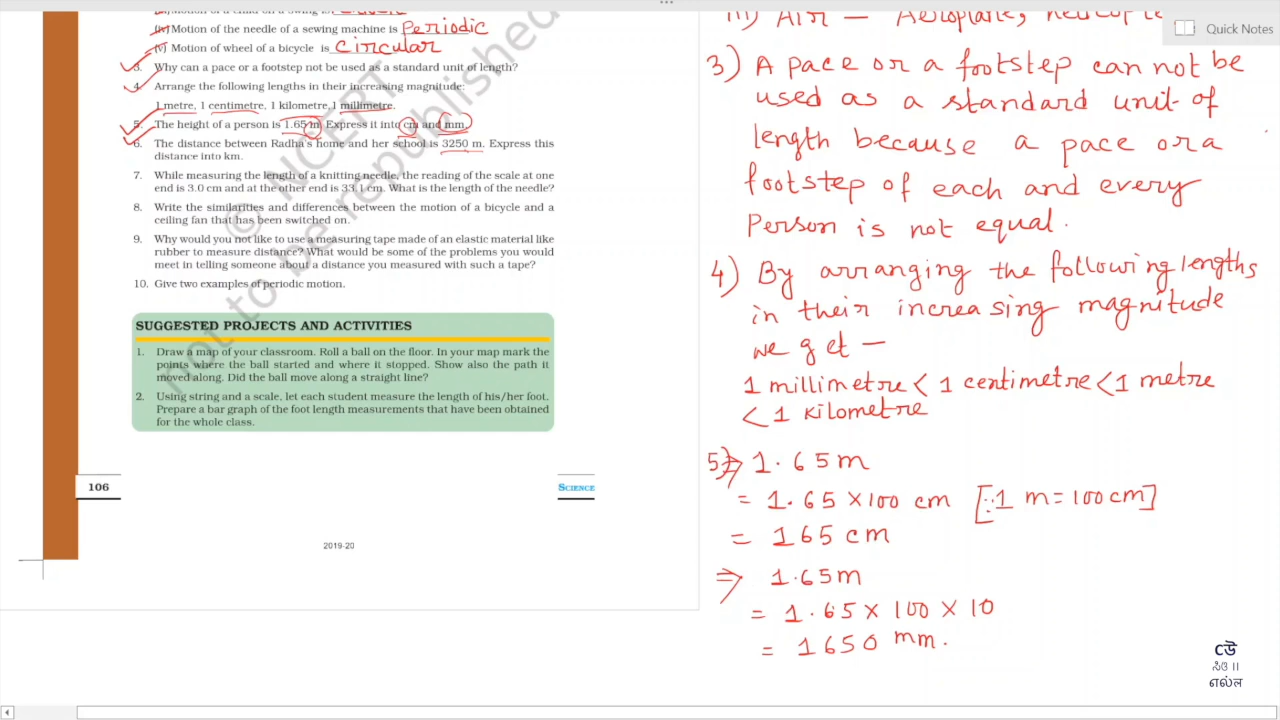 (iv) Motion of the needle of a sewing machine is Periodic
(v) Motion of wheel of a bicycle is circular
3. Why can a pace or a footstep not be used as a standard unit of length?
4. Arrange the following lengths in their increasing magnitude:
1 metre, 1 centimetre, 1 kilometre, 1 millimetre.
5. The height of a person is 1.65 m. Express it into cm and mm.
6. The distance between Radha's home and her school is 3250 m. Express this
distance into km.
7. While measuring the length of a knitting needle, the reading of the scale at one
end is 3.0 cm and at the other end is 33.1 cm. What is the length of the needle?
8. Write the similarities and differences between the motion of a bicycle and a
ceiling fan that has been switched on.
9. Why would you not like to use a measuring tape made of an elastic material like
rubber to measure distance? What would be some of the problems you would
meet in telling someone about a distance you measured with such a tape?
10. Give two examples of periodic motion.
© NCERT
not to be republished
SUGGESTED PROJECTS AND ACTIVITIES
1. Draw a map of your classroom. Roll a ball on the floor. In your map mark the
points where the ball started and where it stopped. Show also the path it
moved along. Did the ball move along a straight line?
2. Using string and a scale, let each student measure the length of his/her foot.
Prepare a bar graph of the foot length measurements that have been obtained
for the whole class.
106
SCIENCE
2019-20
iii) Air – Aeroplane,
Quick Notes
3) A pace or a footstep can not be
used as a standard unit of
length because a pace or a
footstep of each and every
Person is not equal.
4) By arranging the following lengths
in their increasing magnitude
we get –
1 millimetre < 1 centimetre < 1 metre
< 1 kilometre
5) ⇒ 1.65 m
= 1.65 × 100 cm [∵ 1 m = 100 cm]
= 165 cm
⇒ 1.65 m
= 1.65 × 100 × 10
= 1650 mm.